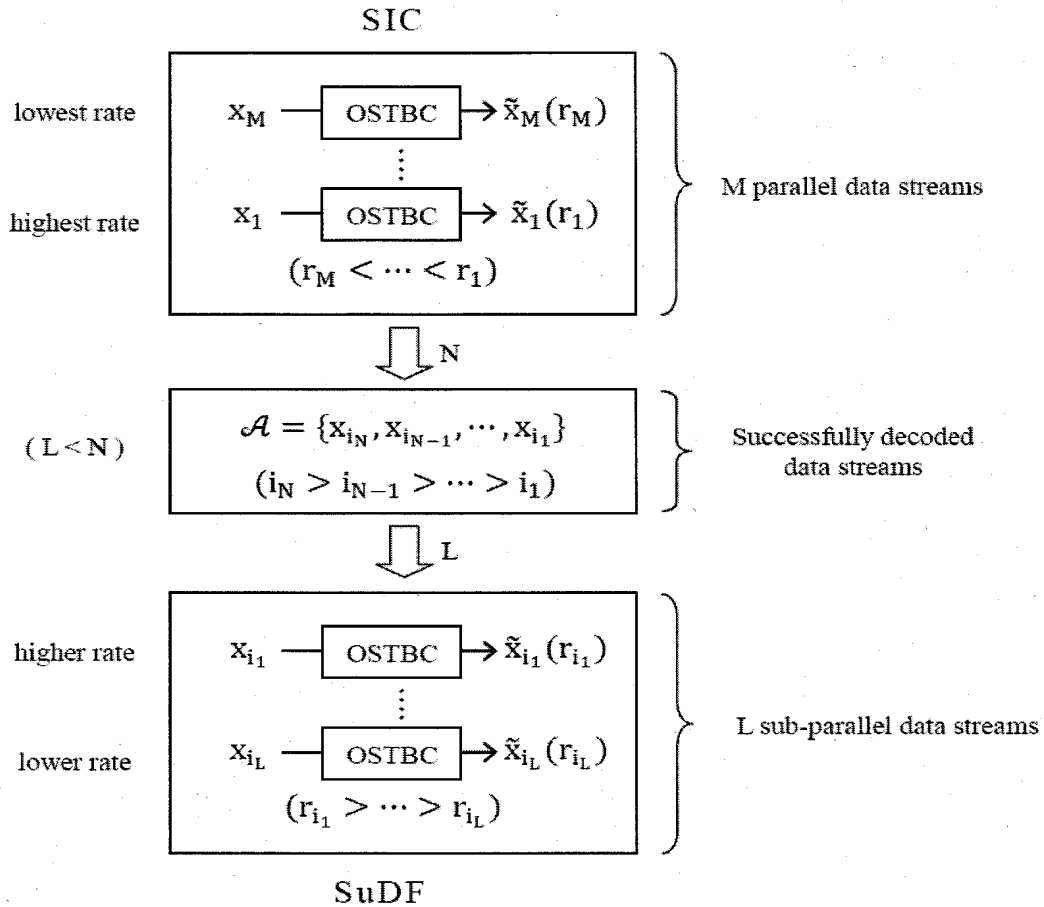 SIC
lowest rate x_M OSTBC x̃_M(r_M)
highest rate x_1 OSTBC x̃_1(r_1)
(r_M < ⋯ < r_1)
M parallel data streams
N
( L < N )
𝒜 = {x_{i_N}, x_{i_{N−1}}, ⋯, x_{i_1}}
(i_N > i_{N−1} > ⋯ > i_1)
Successfully decoded
data streams
L
higher rate x_{i_1} OSTBC x̃_{i_1}(r_{i_1})
lower rate x_{i_L} OSTBC x̃_{i_L}(r_{i_L})
(r_{i_1} > ⋯ > r_{i_L})
L sub-parallel data streams
SuDF